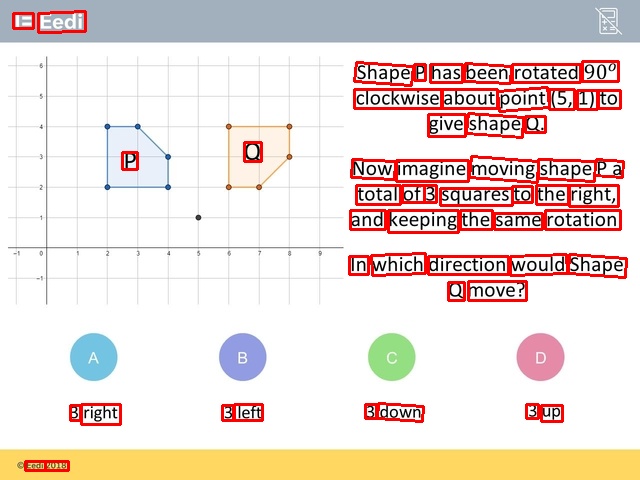 Eedi
Shape P has been rotated 90°
clockwise about point (5, 1) to
give shape Q.
Now imagine moving shape P a
total of 3 squares to the right,
and keeping the same rotation
In which direction would Shape
Q move?
6
5
4
3
2
1
0
-1
-1 0 1 2 3 4 5 6 7 8 9
P
Q
A
B
C
D
3 right
3 left
3 down
3 up
© Eedi 2018